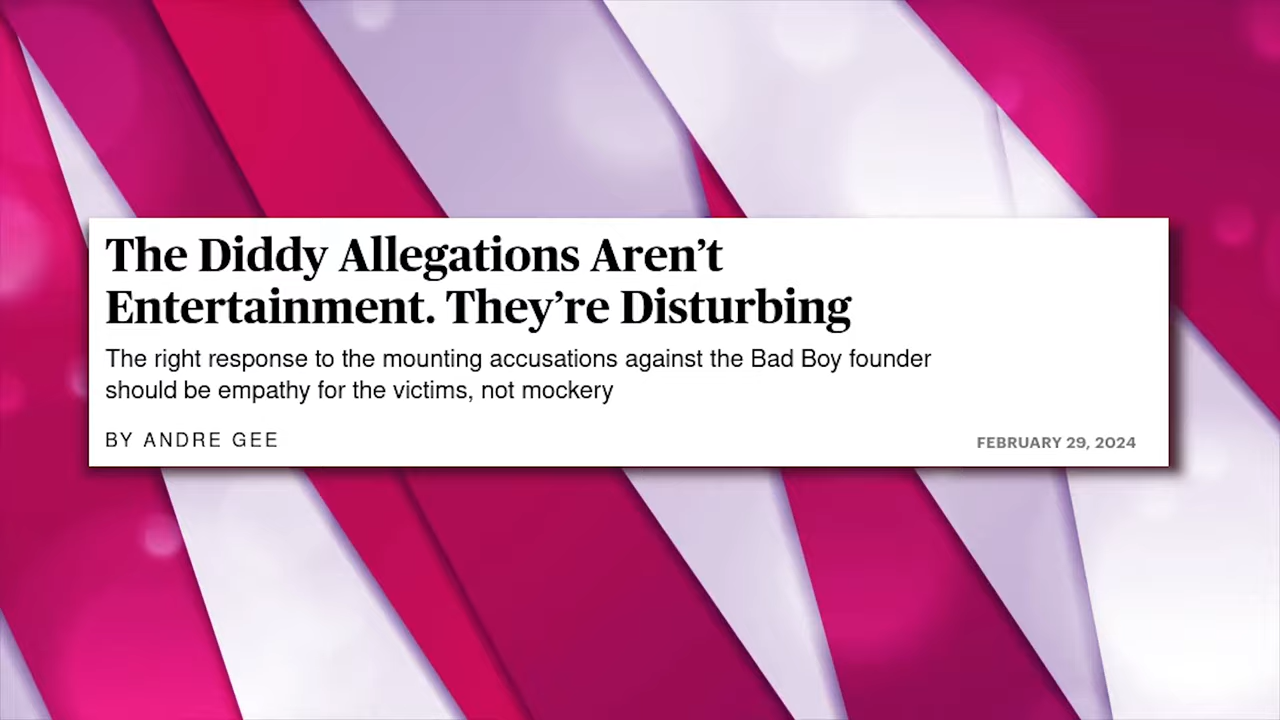 The Diddy Allegations Aren’t
Entertainment. They’re Disturbing
The right response to the mounting accusations against the Bad Boy founder
should be empathy for the victims, not mockery
BY ANDRE GEE
FEBRUARY 29, 2024